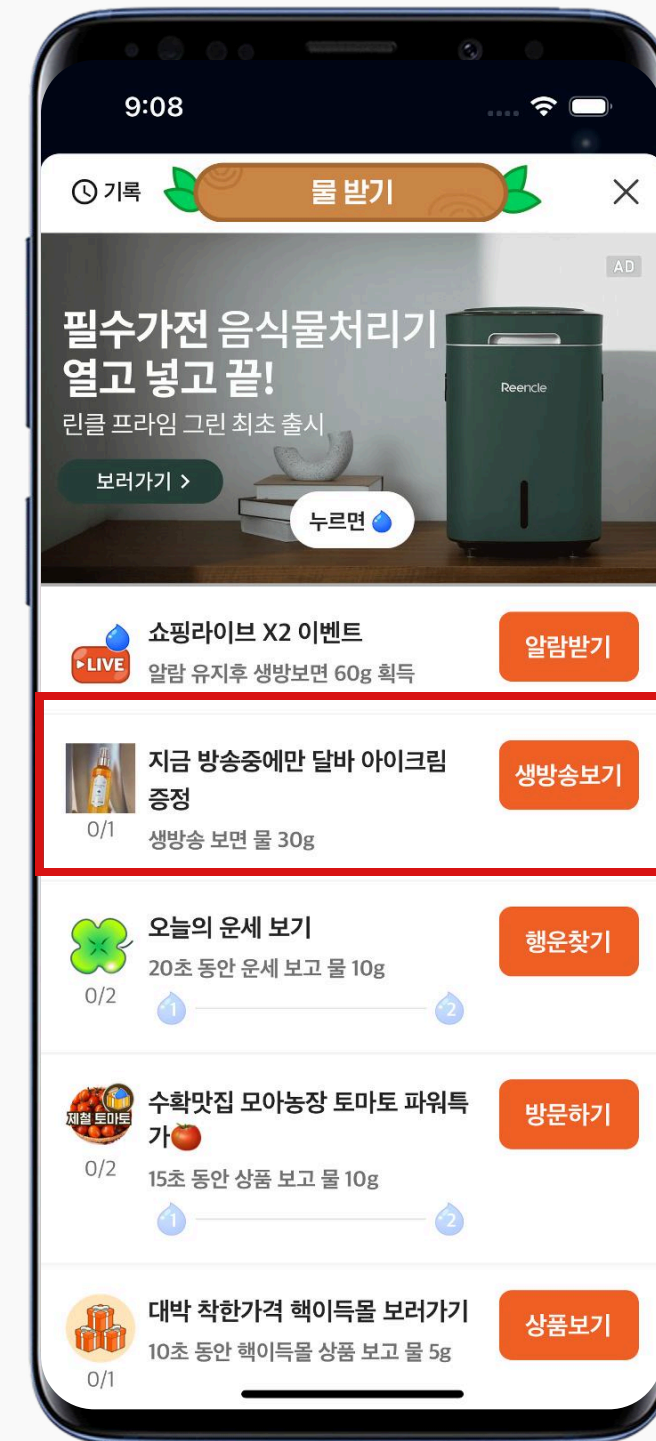 9:08
기록
물 받기
AD
필수가전 음식물처리기
열고 넣고 끝!
린클 프라임 그린 최초 출시
보러가기 >
누르면
Reencle
LIVE
쇼핑라이브 X2 이벤트
알람 유지후 생방보면 60g 획득
알람받기
지금 방송중에만 달바 아이크림
증정
생방송 보면 물 30g
0/1
생방송보기
오늘의 운세 보기
20초 동안 운세 보고 물 10g
0/2
1
2
행운찾기
제철 토마토
수확맛집 모아농장 토마토 파워특
가🍅
15초 동안 상품 보고 물 10g
0/2
1
2
방문하기
대박 착한가격 핵이득몰 보러가기
10초 동안 핵이득몰 상품 보고 물 5g
0/1
상품보기